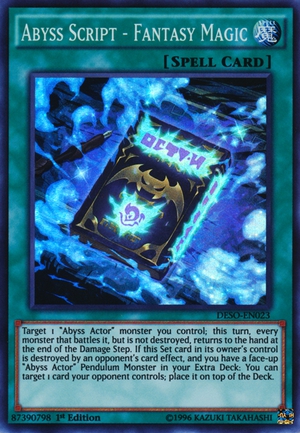 Abyss Script - Fantasy Magic
[Spell Card]
DESO-EN023
Target 1 "Abyss Actor" monster you control; this turn, every
monster that battles it, but is not destroyed, returns to the hand
at the end of the Damage Step. If this Set card in its owner's control
is destroyed by an opponent's card effect, and you have a face-up
"Abyss Actor" Pendulum Monster in your Extra Deck: You can
target 1 card your opponent controls; place it on top of the Deck.
87390798 1st Edition
©1996 KAZUKI TAKAHASHI